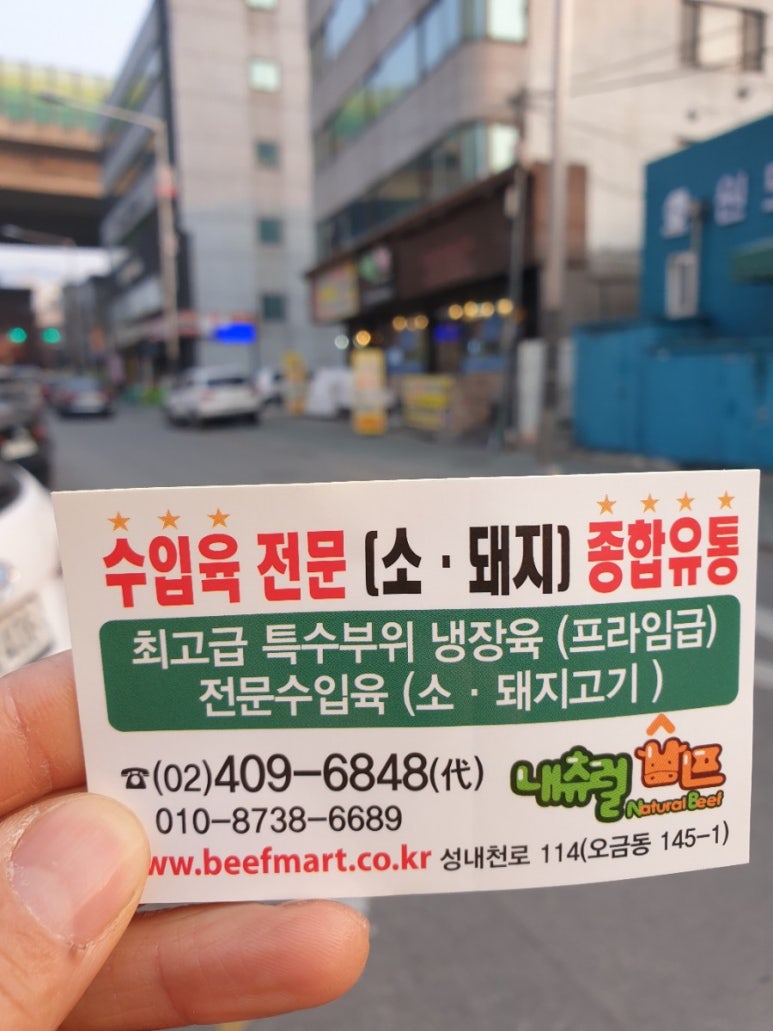 수입육 전문 (소·돼지) 종합유통
최고급 특수부위 냉장육 (프라임급)
전문수입육 (소·돼지고기)
☎(02)409-6848(代)
010-8738-6689
내츄럴 비프
Natural Beef
ww.beefmart.co.kr 성내천로 114(오금동 145-1)